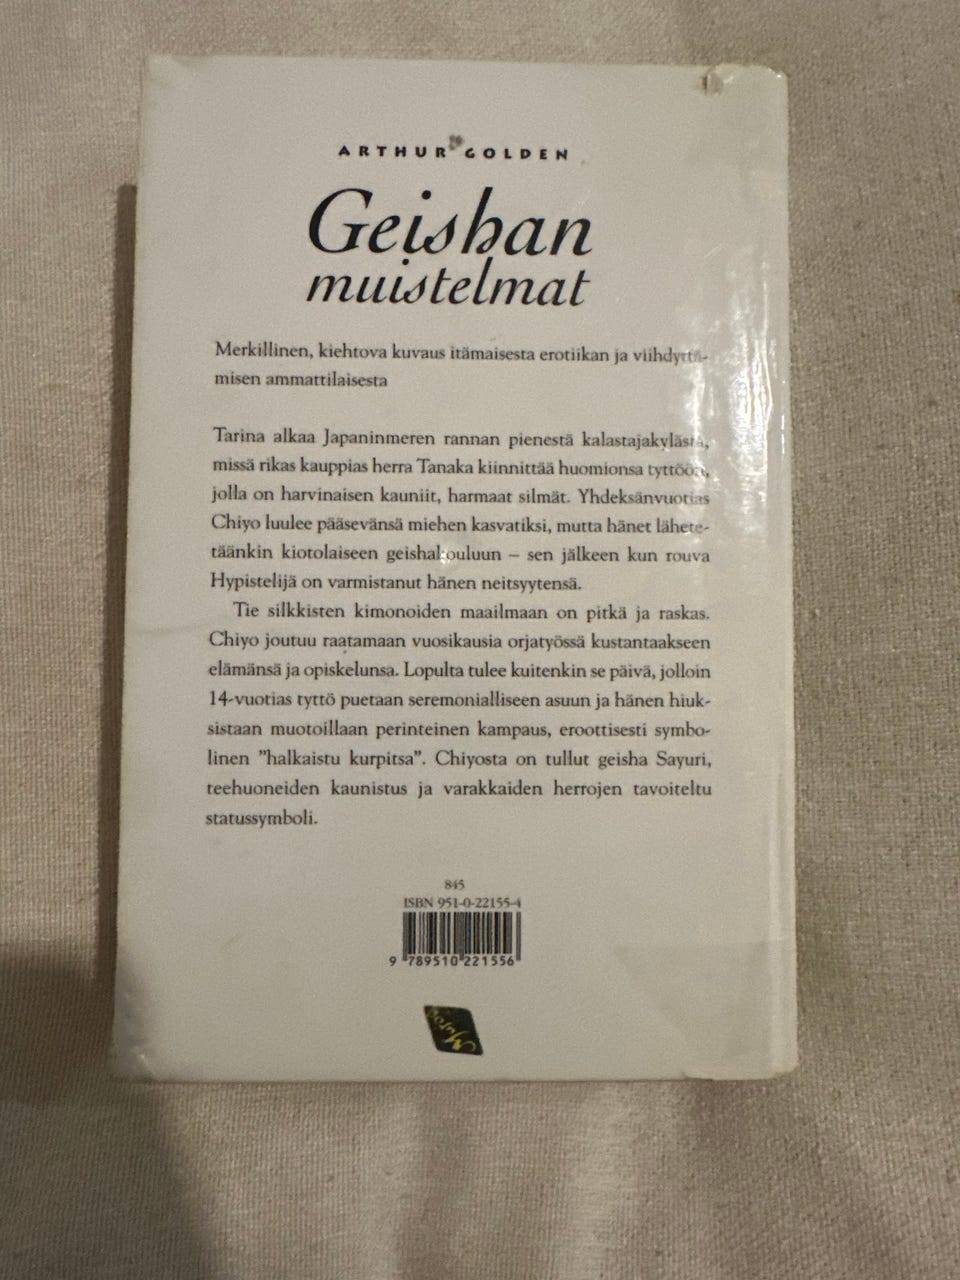 ARTHUR GOLDEN
Geishan
muistelmat
Merkillinen, kiehtova kuvaus itämaisesta erotiikan ja viihdyttä-
misen ammattilaisesta
Tarina alkaa Japaninmeren rannan pienestä kalastajakylästä,
missä rikas kauppias herra Tanaka kiinnittää huomionsa tyttöön,
jolla on harvinaisen kauniit, harmaat silmät. Yhdeksänvuotias
Chiyo luulee pääsevänsä miehen kasvatiksi, mutta hänet lähete-
täänkin kiotolaiseen geishakouluun – sen jälkeen kun rouva
Hypistelijä on varmistanut hänen neitsyytensä.
Tie silkkisten kimonoiden maailmaan on pitkä ja raskas.
Chiyo joutuu raatamaan vuosikausia orjatyössä kustantaakseen
elämänsä ja opiskelunsa. Lopulta tulee kuitenkin se päivä, jolloin
14-vuotias tyttö puetaan seremonialliseen asuun ja hänen hiuk-
sistaan muotoillaan perinteinen kampaus, eroottisesti symbo-
linen ”halkaistu kurpitsa”. Chiyosta on tullut geisha Sayuri,
teehuoneiden kaunistus ja varakkaiden herrojen tavoiteltu
statussymboli.
845
ISBN 951-0-22155-4
9 789510 221556